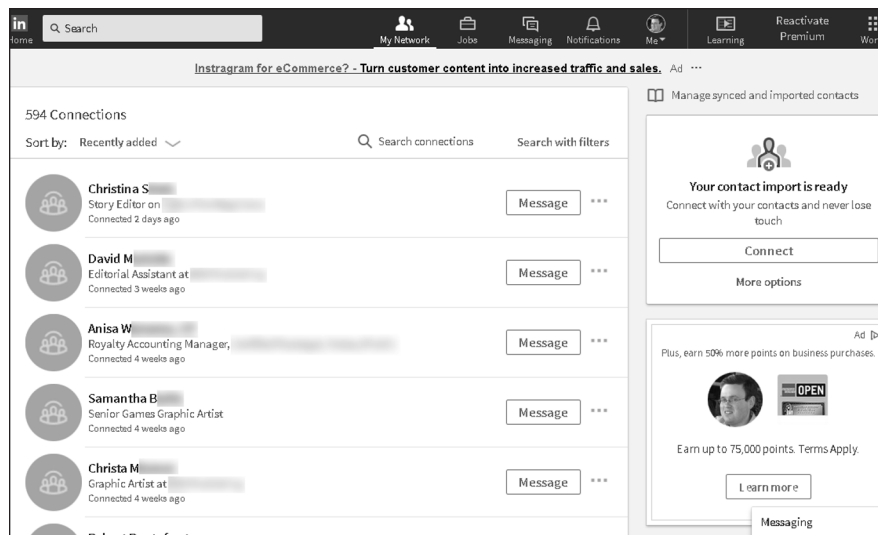 in
Home
Search
My Network
Jobs
Messaging
Notifications
Me
Learning
Reactivate
Premium
Instragram for eCommerce? - Turn customer content into increased traffic and sales. Ad ...
Manage synced and imported contacts
594 Connections
Sort by: Recently added
Search connections
Search with filters
Christina S
Story Editor on
Connected 2 days ago
Message
David M
Editorial Assistant at
Connected 3 weeks ago
Message
Anisa W
Royalty Accounting Manager,
Connected 4 weeks ago
Message
Samantha B
Senior Games Graphic Artist
Connected 4 weeks ago
Message
Christa M
Graphic Artist at
Connected 4 weeks ago
Message
Your contact import is ready
Connect with your contacts and never lose
touch
Connect
More options
Ad
Plus, earn 50% more points on business purchases.
OPEN
Earn up to 75,000 points. Terms Apply.
Learn more
Messaging